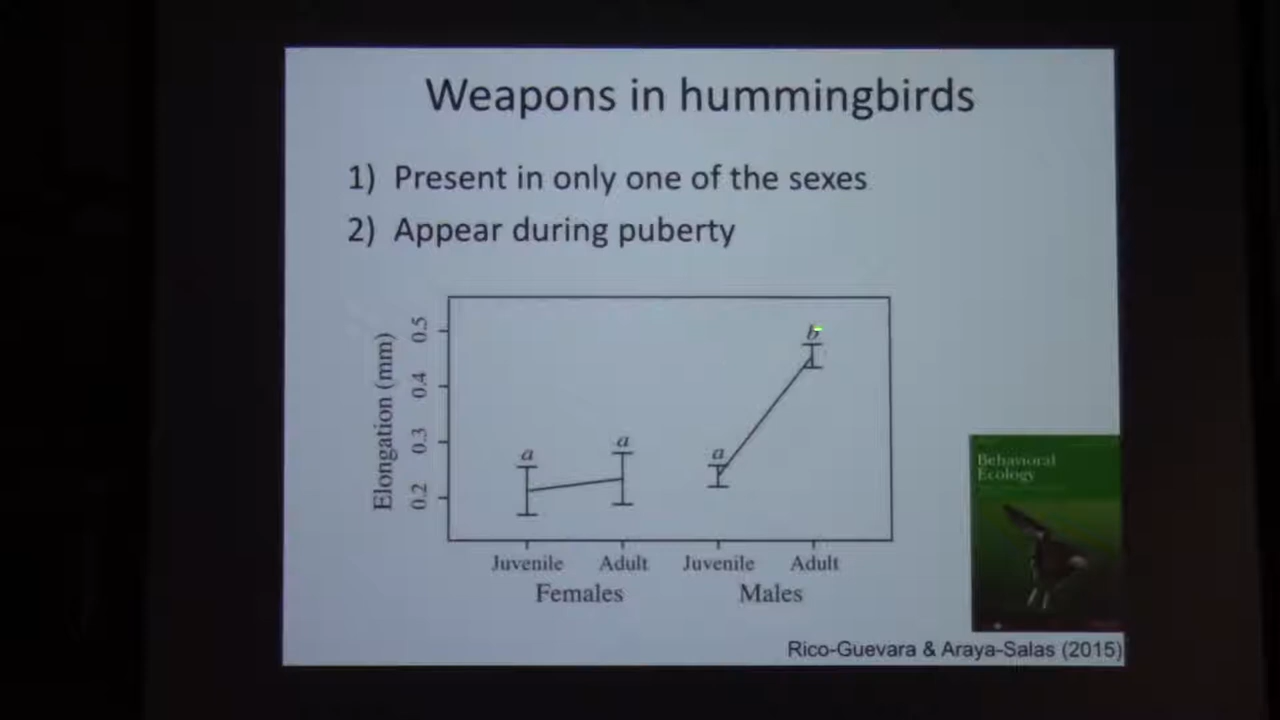 Weapons in hummingbirds
1) Present in only one of the sexes
2) Appear during puberty
Elongation (mm)
0.5
0.4
0.3
0.2
a
a
a
b
Juvenile Adult Juvenile Adult
Females Males
Behavioral
Ecology
Rico-Guevara & Araya-Salas (2015)